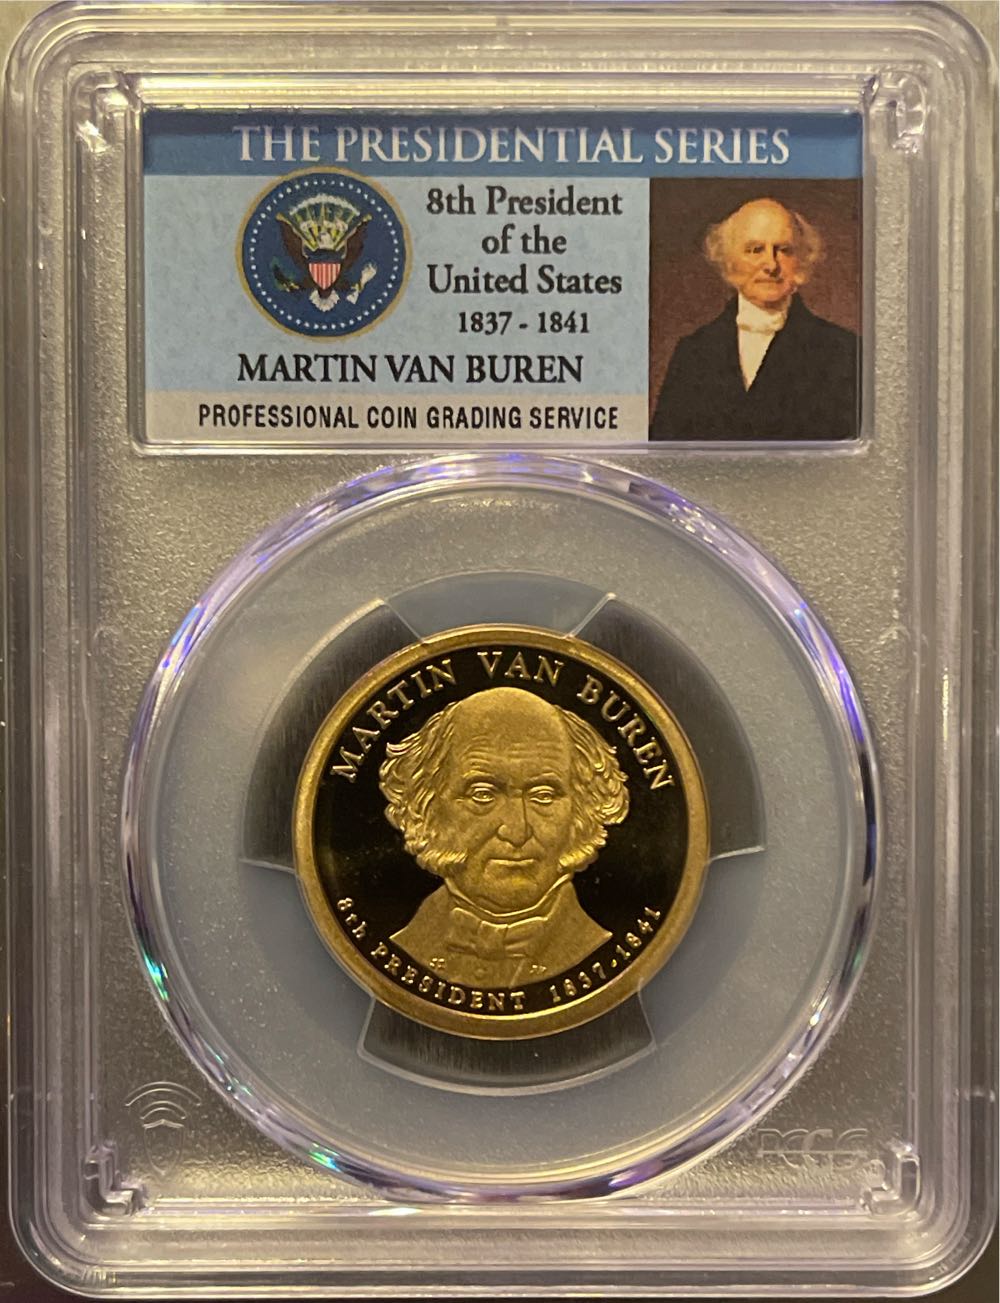 THE PRESIDENTIAL SERIES
8th President
of the
United States
1837 - 1841
MARTIN VAN BUREN
PROFESSIONAL COIN GRADING SERVICE
MARTIN VAN BUREN
8th PRESIDENT 1837-1841
PCGS